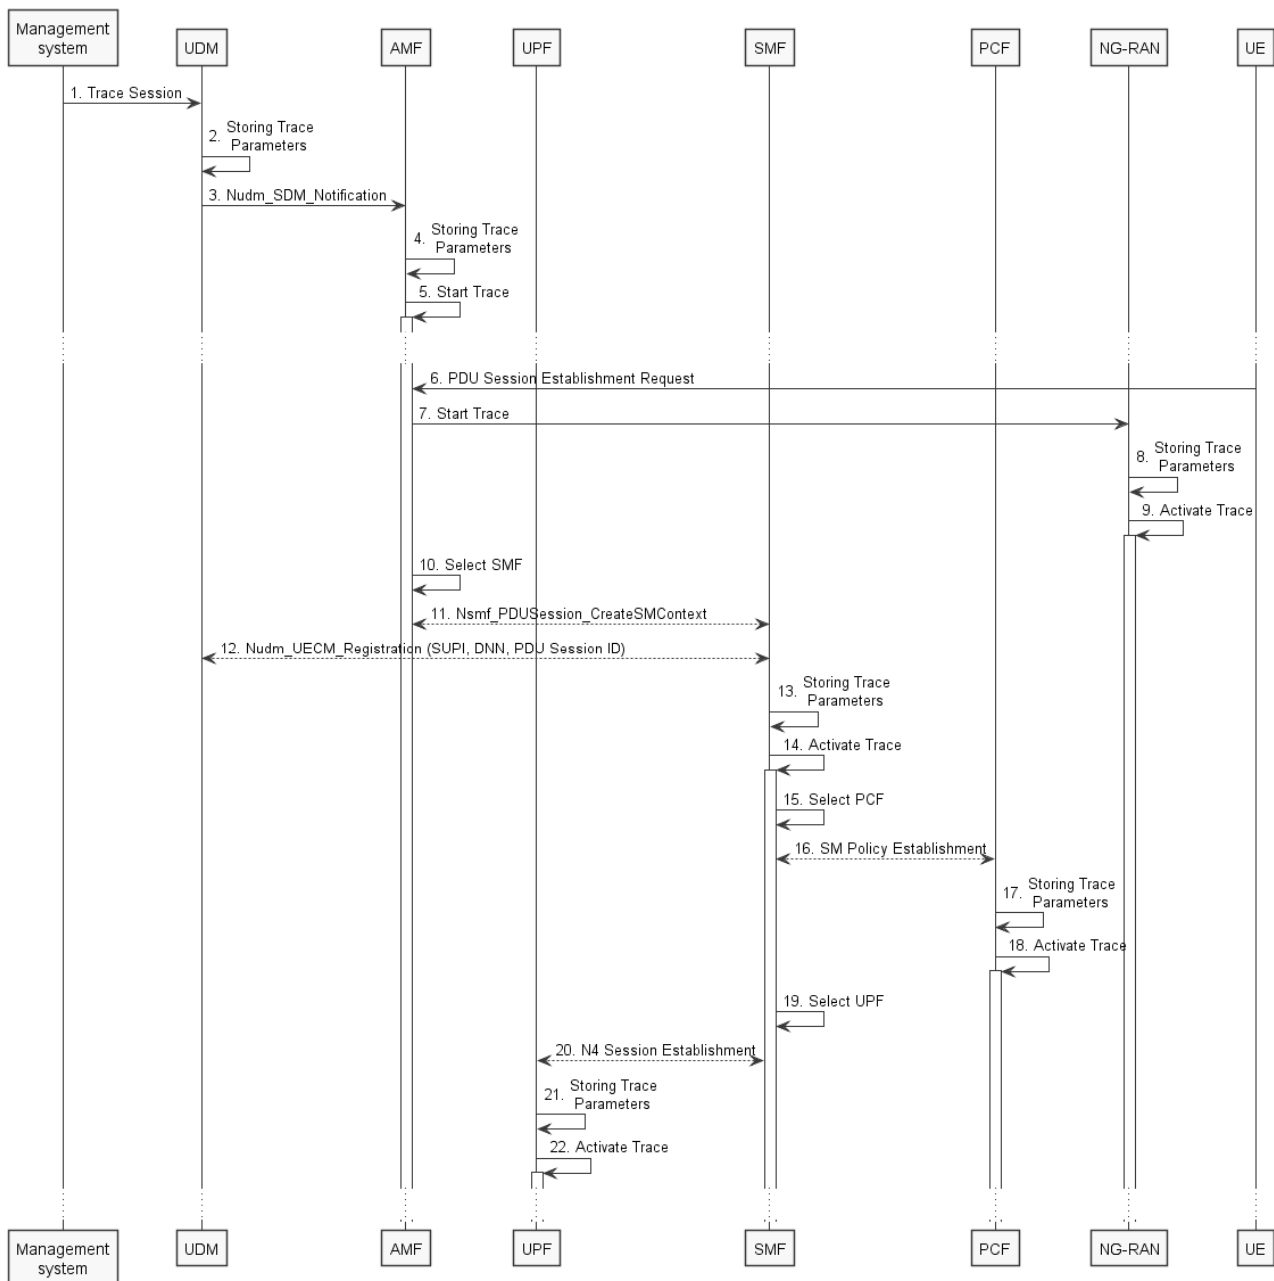 Management
system
UDM
AMF
UPF
SMF
PCF
NG-RAN
UE
1. Trace Session
2. Storing Trace
Parameters
3. Nudm_SDM_Notification
4. Storing Trace
Parameters
5. Start Trace
6. PDU Session Establishment Request
7. Start Trace
8. Storing Trace
Parameters
9. Activate Trace
10. Select SMF
11. Nsmf_PDUSession_CreateSMContext
12. Nudm_UECM_Registration (SUPI, DNN, PDU Session ID)
13. Storing Trace
Parameters
14. Activate Trace
15. Select PCF
16. SM Policy Establishment
17. Storing Trace
Parameters
18. Activate Trace
19. Select UPF
20. N4 Session Establishment
21. Storing Trace
Parameters
22. Activate Trace
Management
system
UDM
AMF
UPF
SMF
PCF
NG-RAN
UE